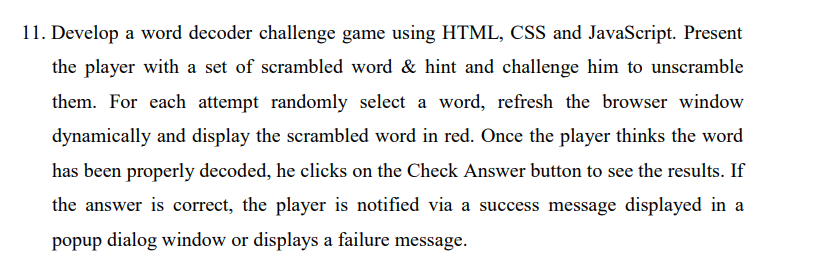 11. Develop a word decoder challenge game using HTML, CSS and JavaScript. Present
the player with a set of scrambled word & hint and challenge him to unscramble
them. For each attempt randomly select a word, refresh the browser window
dynamically and display the scrambled word in red. Once the player thinks the word
has been properly decoded, he clicks on the Check Answer button to see the results. If
the answer is correct, the player is notified via a success message displayed in a
popup dialog window or displays a failure message.